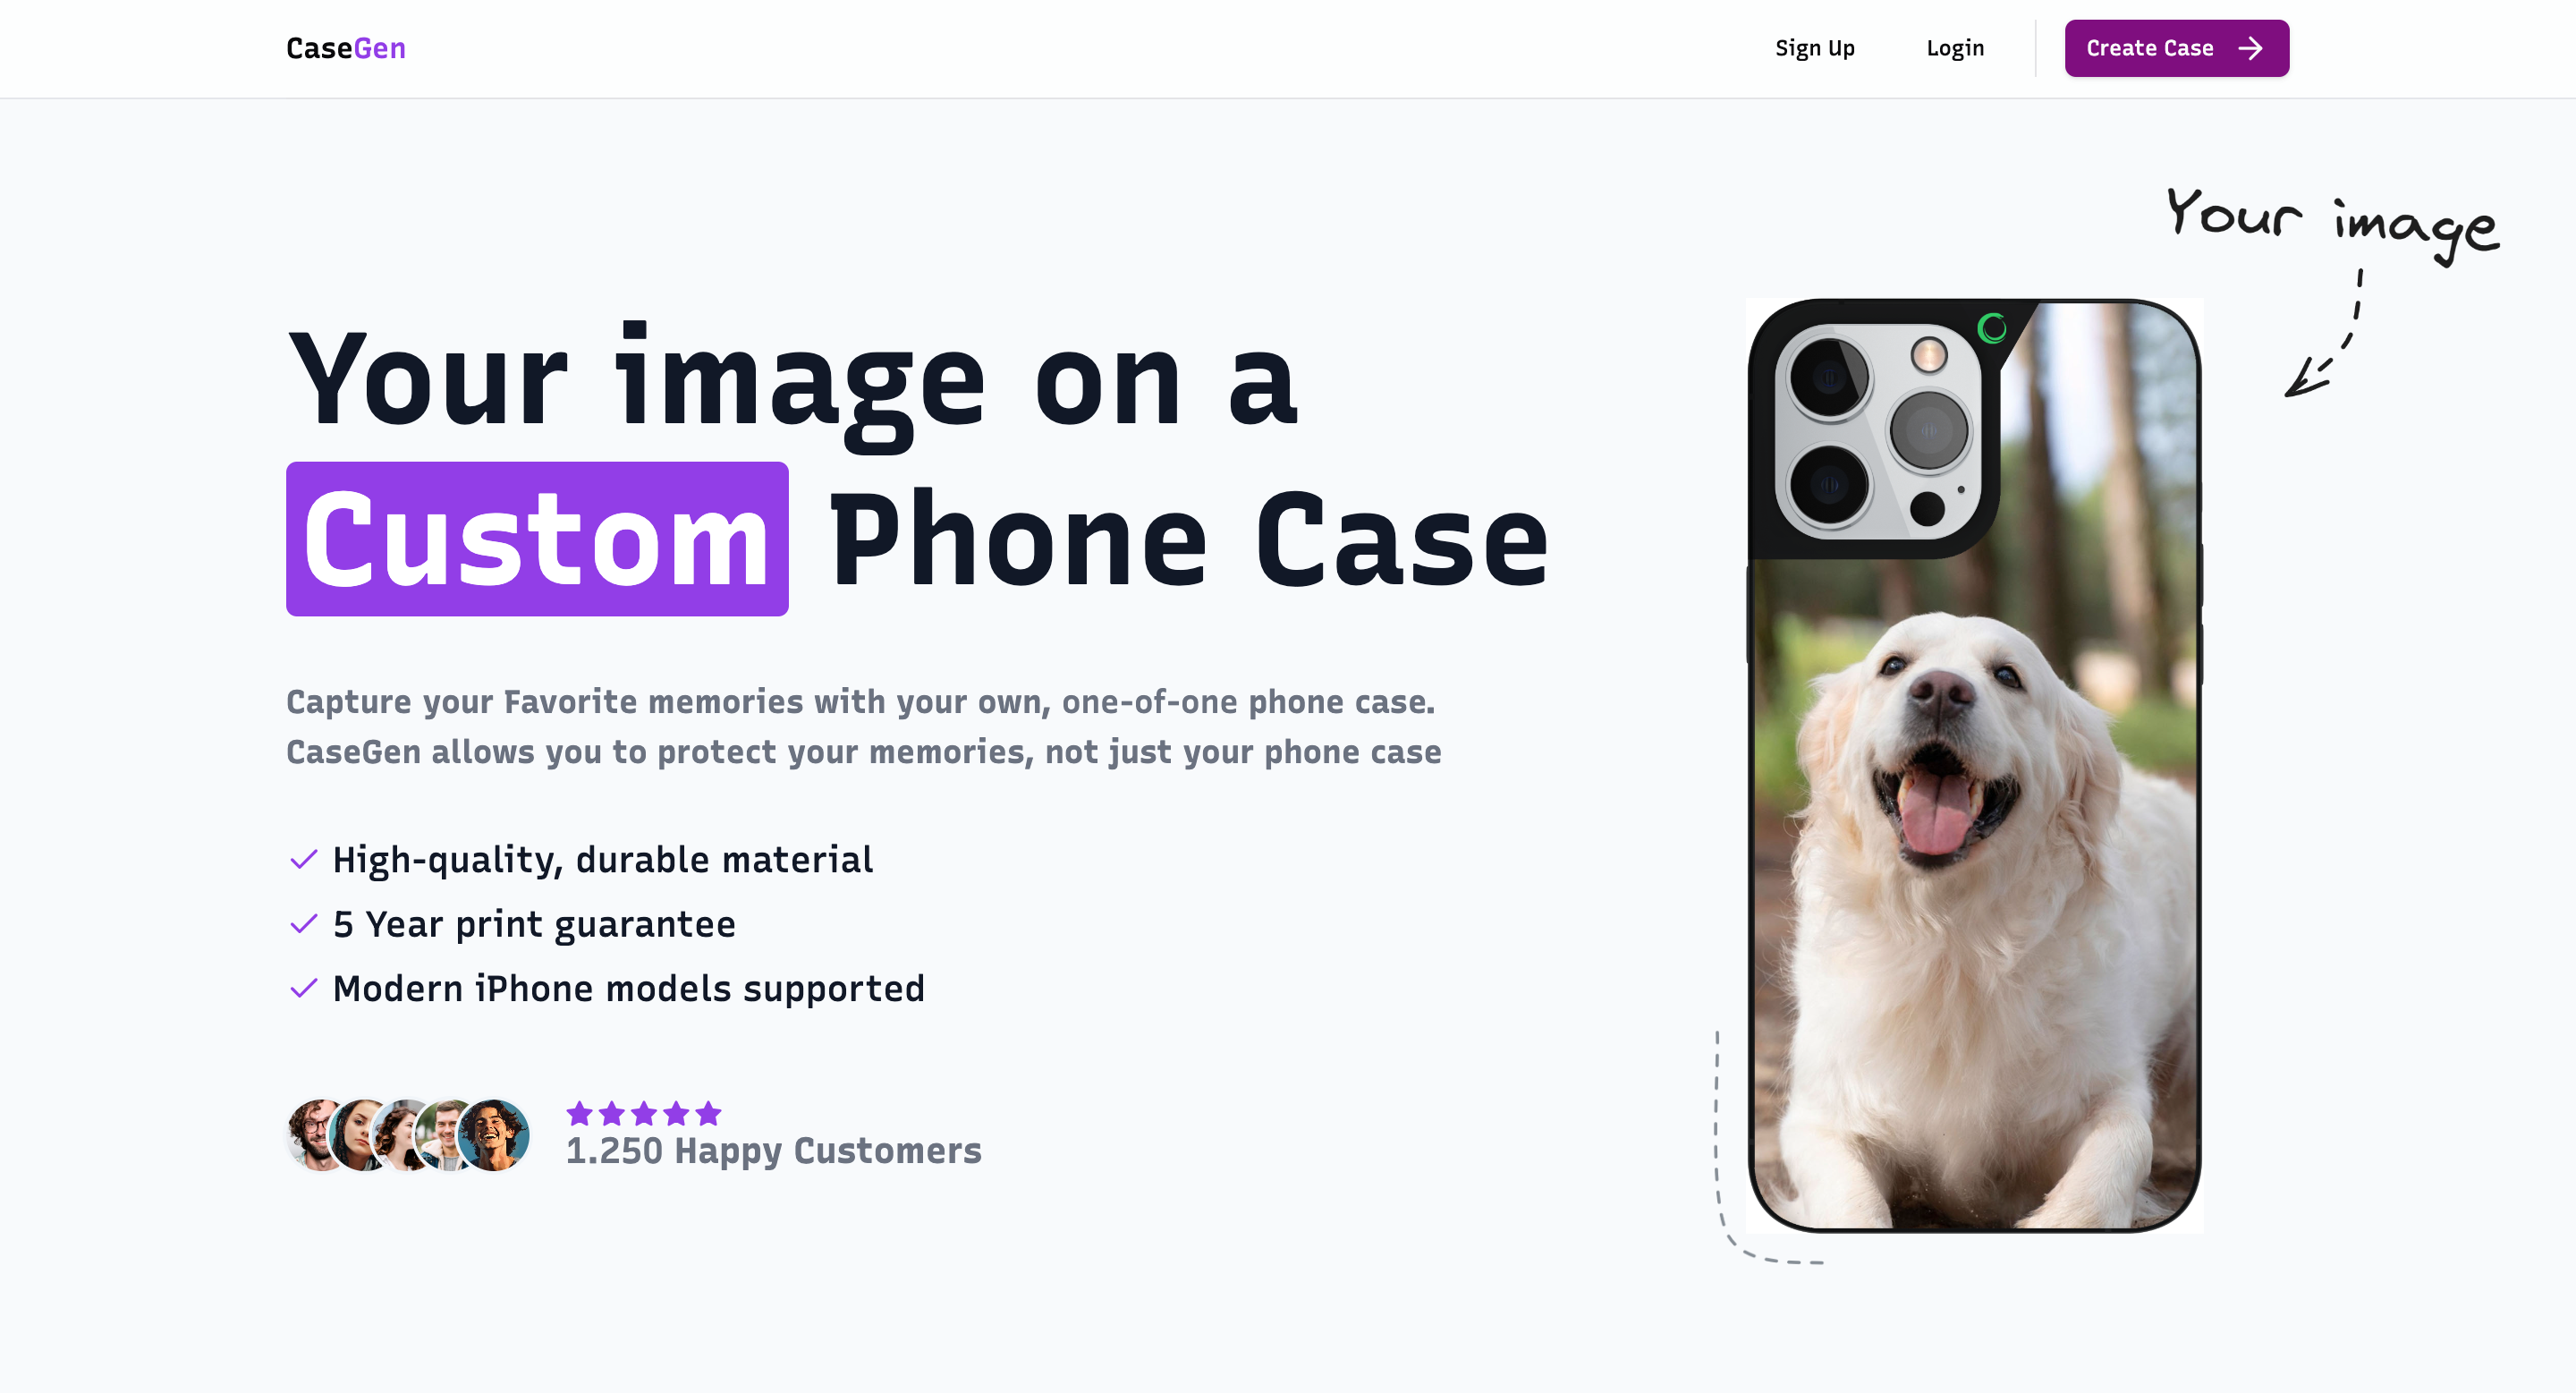 CaseGen
Sign Up
Login
Create Case
Your image
Your image on a
Custom Phone Case
Capture your Favorite memories with your own, one-of-one phone case.
CaseGen allows you to protect your memories, not just your phone case
High-quality, durable material
5 Year print guarantee
Modern iPhone models supported
1.250 Happy Customers